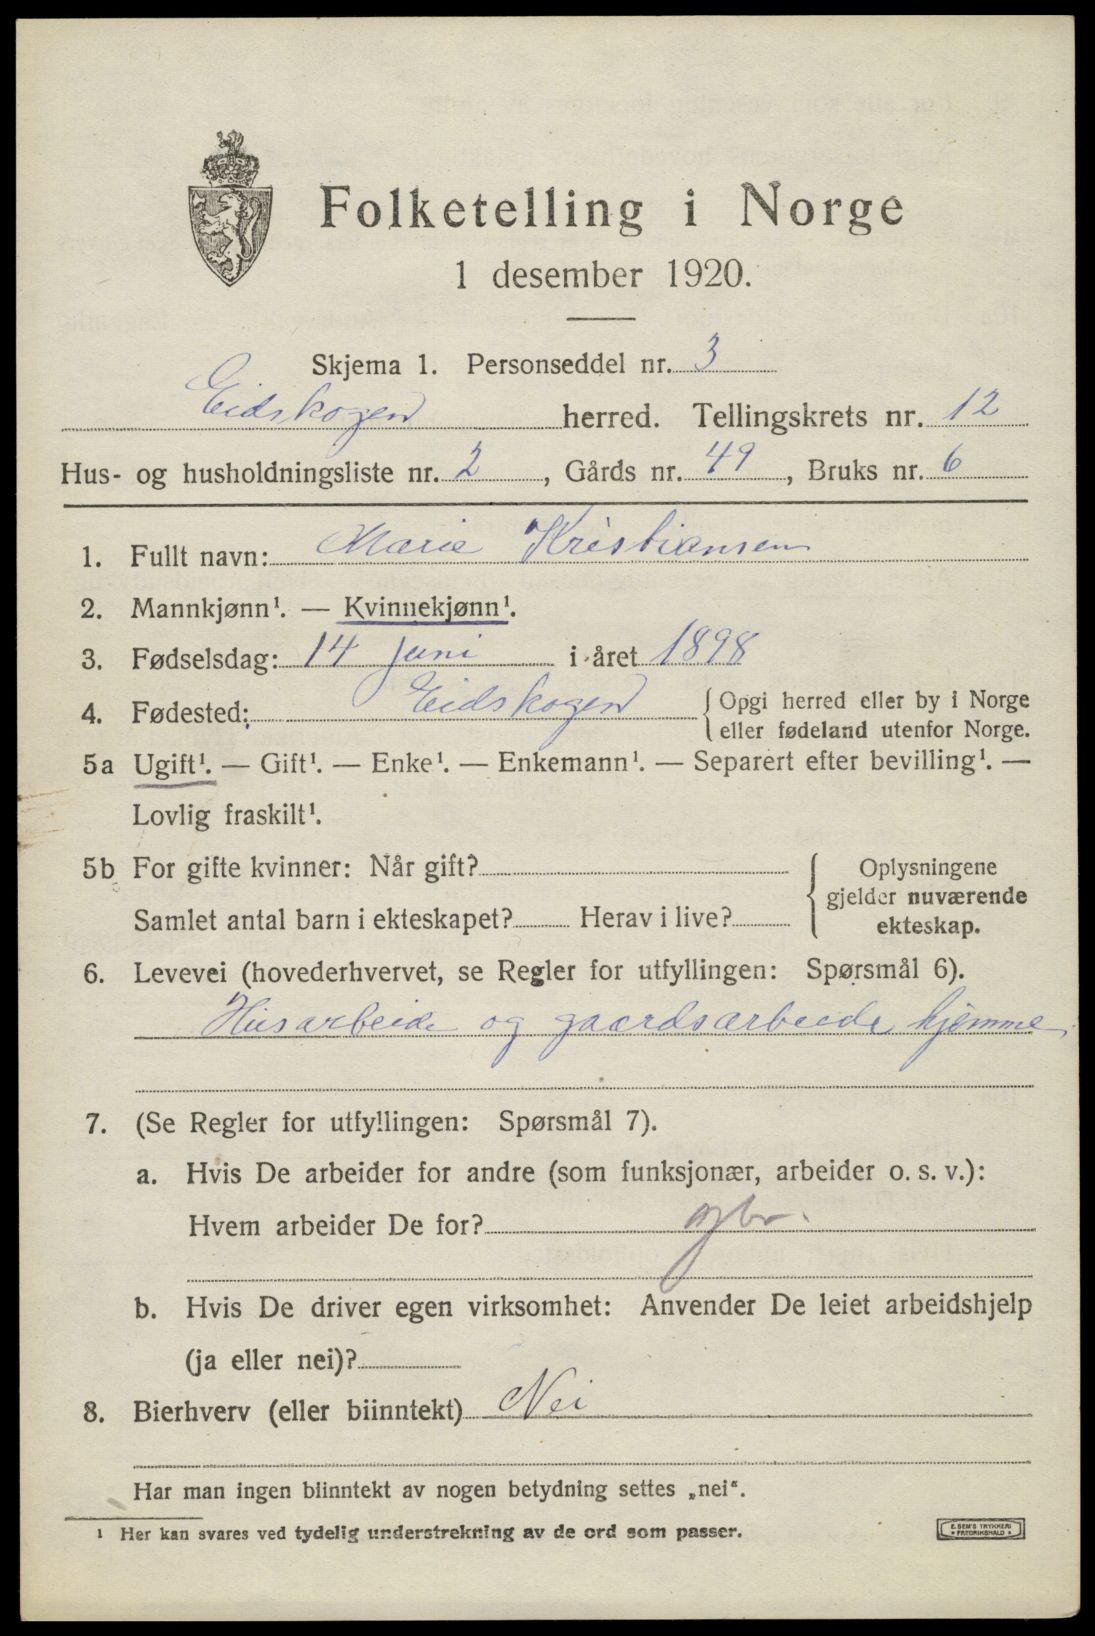 Folketelling i Norge
1 desember 1920.
Skjema 1. Personseddel nr. 3
Eidskogen herred. Tellingskrets nr. 12
Hus- og husholdningsliste nr. 2, Gårds nr. 49, Bruks nr. 6
1. Fullt navn: Marie Kristiansen
2. Mannkjønn¹. — Kvinnekjønn¹.
3. Fødselsdag: 14 juni i året 1898
4. Fødested: Eidskogen { Opgi herred eller by i Norge
eller fødeland utenfor Norge.
5a Ugift¹. — Gift¹. — Enke¹. — Enkemann¹. — Separert efter bevilling¹. —
Lovlig fraskilt¹.
5b For gifte kvinner: Når gift? { Oplysningene
gjelder nuværende
Samlet antal barn i ekteskapet? Herav i live? ekteskap.
6. Levevei (hovederhvervet, se Regler for utfyllingen: Spørsmål 6).
Husarbeide og gaardsarbeide hjemme.
7. (Se Regler for utfyllingen: Spørsmål 7).
a. Hvis De arbeider for andre (som funksjonær, arbeider o. s. v.):
Hvem arbeider De for? gbr.
b. Hvis De driver egen virksomhet: Anvender De leiet arbeidshjelp
(ja eller nei)?
8. Bierhverv (eller biinntekt) Nei
Har man ingen biinntekt av nogen betydning settes „nei“.
¹ Her kan svares ved tydelig understrekning av de ord som passer.
E. SEM'S TRYKKERI
FREDRIKSHALD